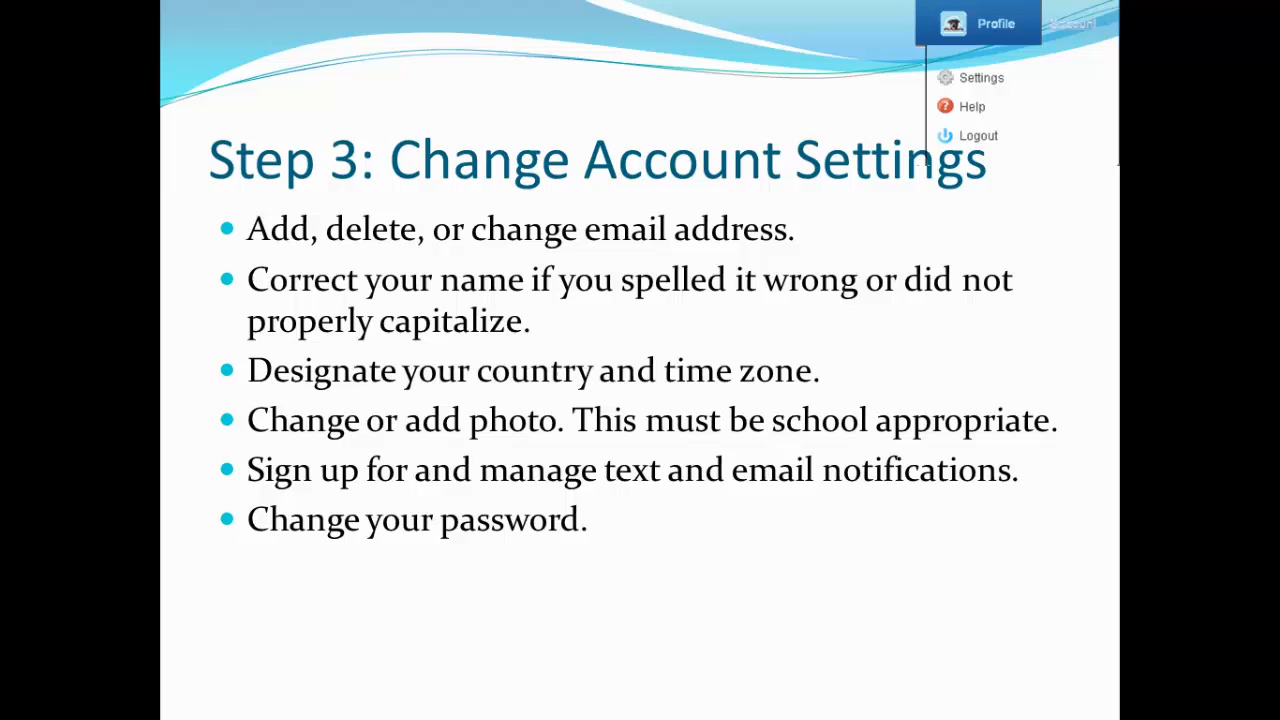 Profile
Settings
Help
Logout
Step 3: Change Account Settings
Add, delete, or change email address.
Correct your name if you spelled it wrong or did not
properly capitalize.
Designate your country and time zone.
Change or add photo. This must be school appropriate.
Sign up for and manage text and email notifications.
Change your password.